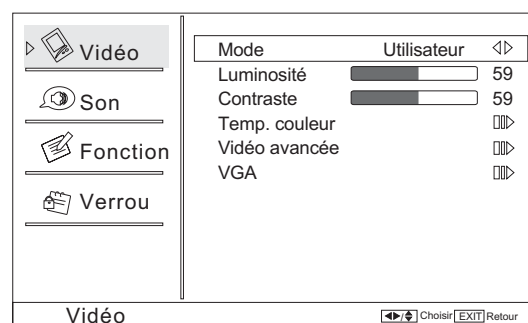 Vidéo
Son
Fonction
Verrou
Mode Utilisateur
Luminosité 59
Contraste 59
Temp. couleur
Vidéo avancée
VGA
Vidéo
Choisir EXIT Retour